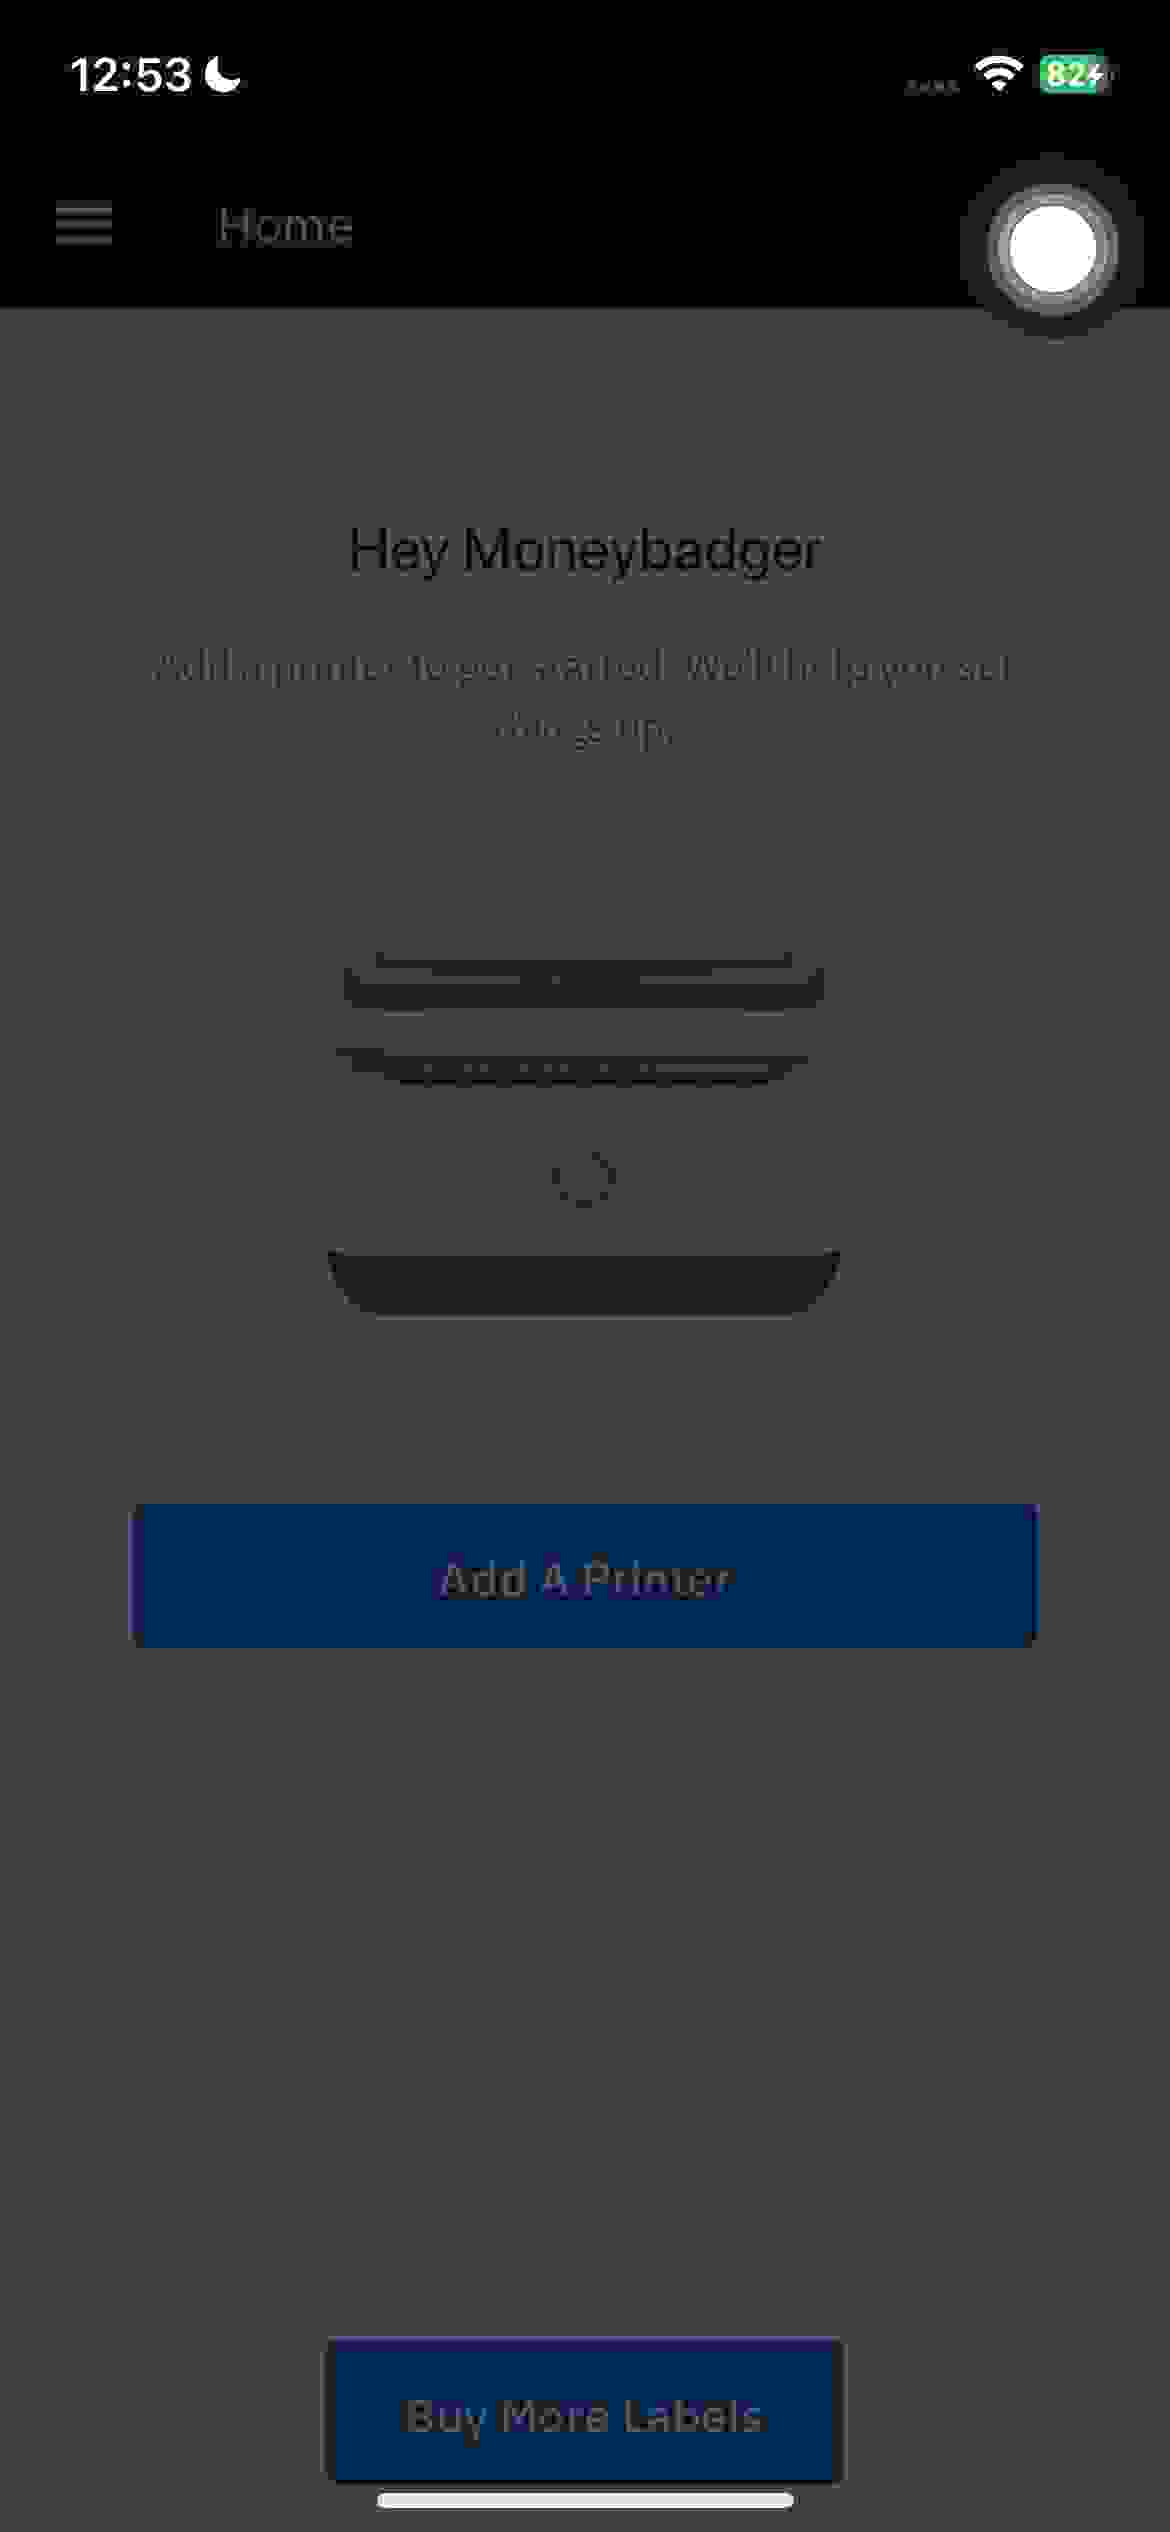 12:53
82
Home
Hey Moneybadger
Add a printer to get started. We'll help you get
things up.
Add A Printer
Buy More Labels